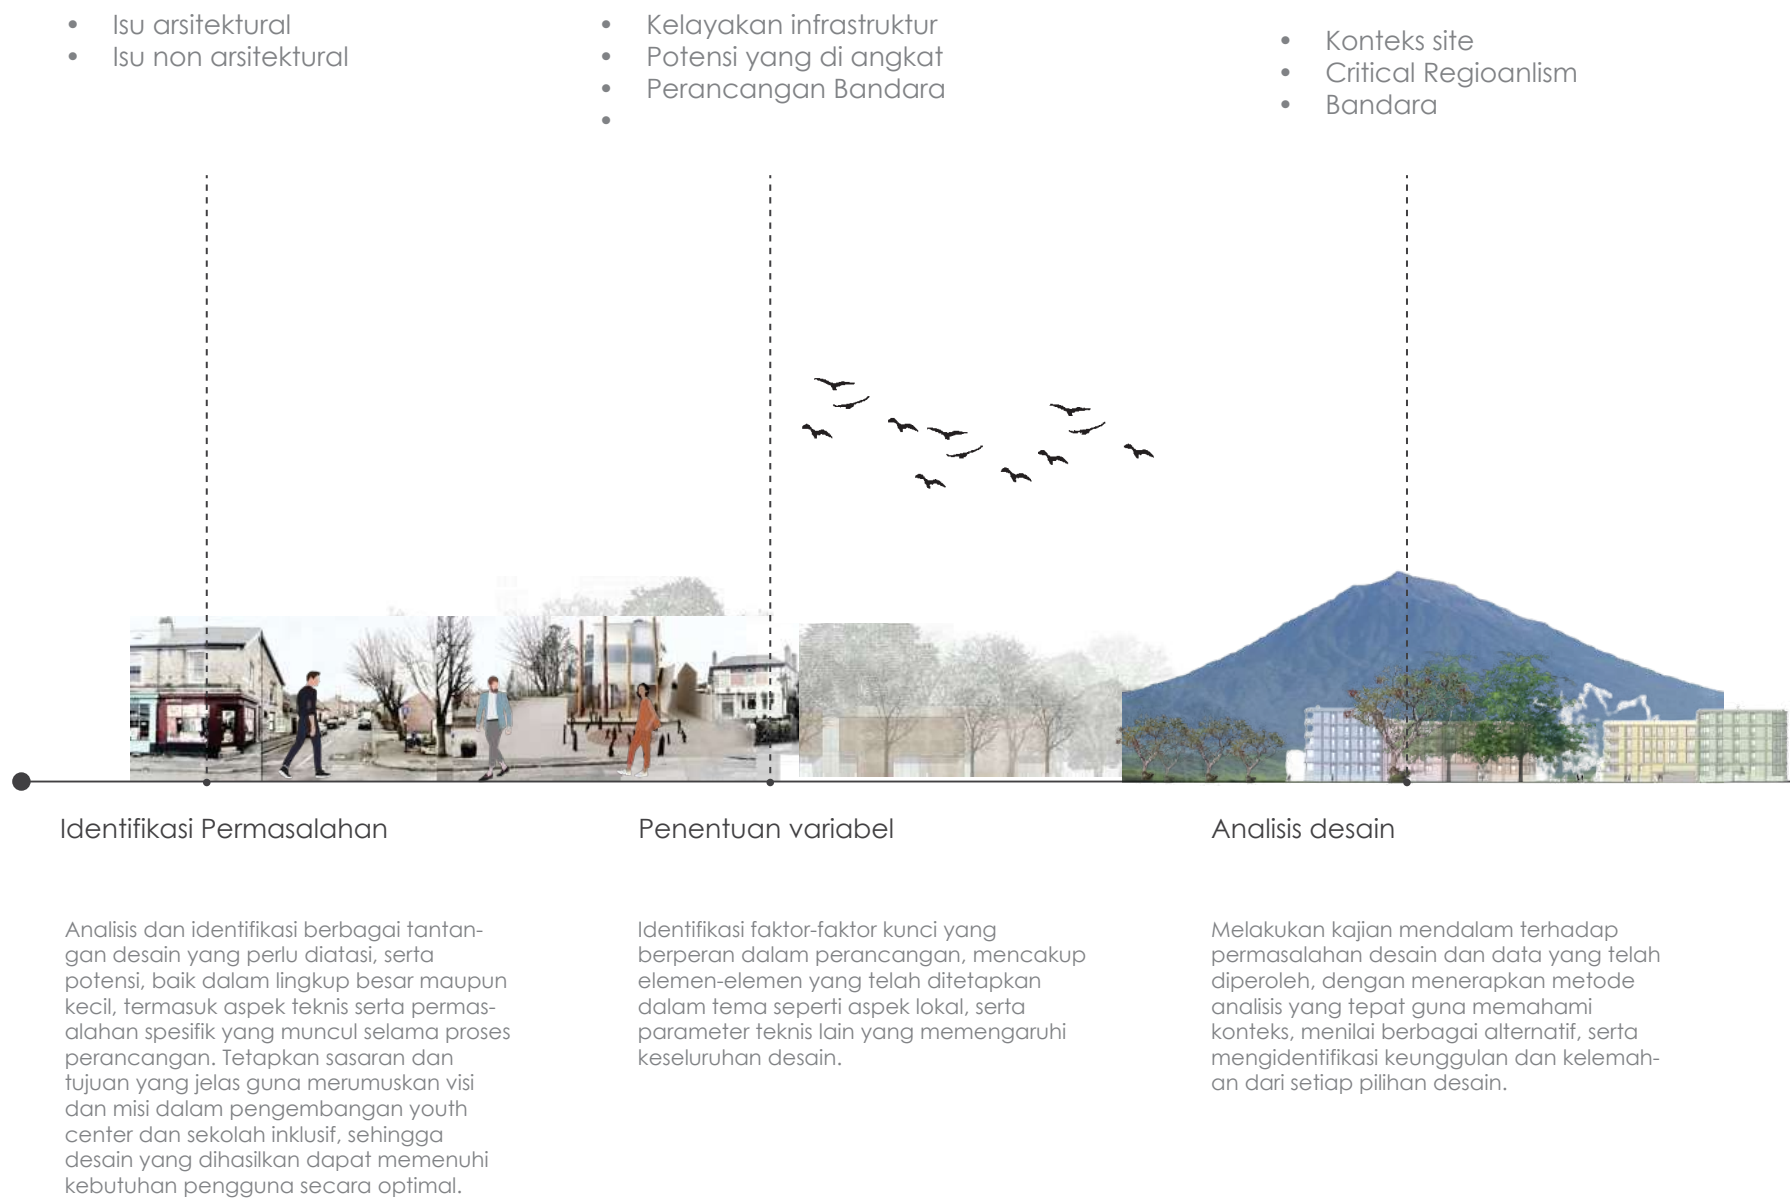 • Isu arsitektural
• Isu non arsitektural
• Kelayakan infrastruktur
• Potensi yang di angkat
• Perancangan Bandara
•
• Konteks site
• Critical Regioanlism
• Bandara
Identifikasi Permasalahan
Analisis dan identifikasi berbagai tantan-
gan desain yang perlu diatasi, serta
potensi, baik dalam lingkup besar maupun
kecil, termasuk aspek teknis serta permas-
alahan spesifik yang muncul selama proses
perancangan. Tetapkan sasaran dan
tujuan yang jelas guna merumuskan visi
dan misi dalam pengembangan youth
center dan sekolah inklusif, sehingga
desain yang dihasilkan dapat memenuhi
kebutuhan pengguna secara optimal.
Penentuan variabel
Identifikasi faktor-faktor kunci yang
berperan dalam perancangan, mencakup
elemen-elemen yang telah ditetapkan
dalam tema seperti aspek lokal, serta
parameter teknis lain yang memengaruhi
keseluruhan desain.
Analisis desain
Melakukan kajian mendalam terhadap
permasalahan desain dan data yang telah
diperoleh, dengan menerapkan metode
analisis yang tepat guna memahami
konteks, menilai berbagai alternatif, serta
mengidentifikasi keunggulan dan kelemah-
an dari setiap pilihan desain.